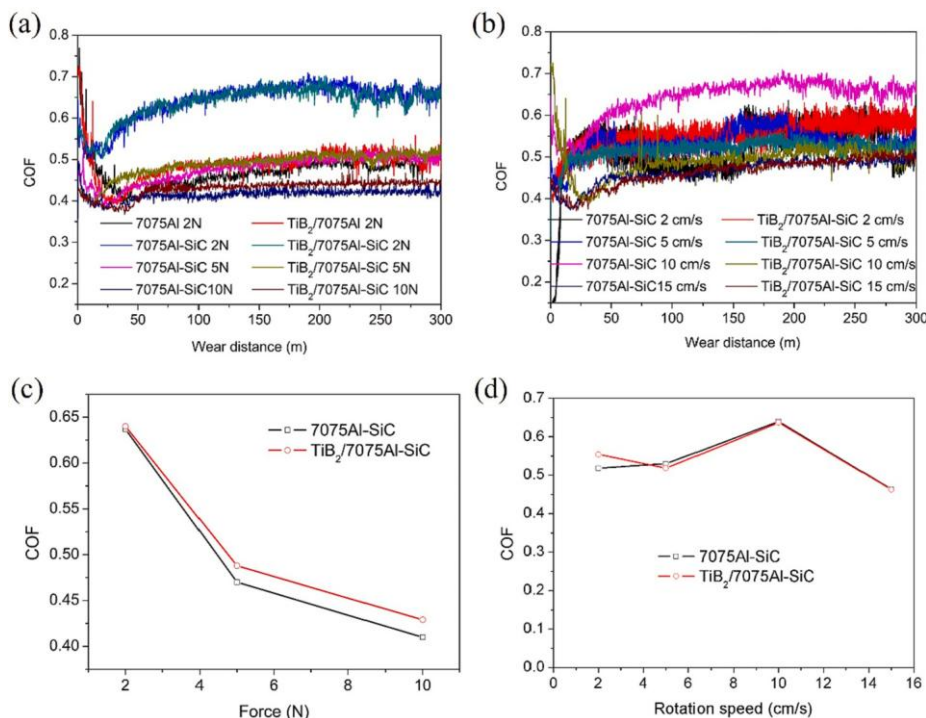 (a)
0.8
0.7
0.6
0.5
0.4
0.3
0.2
COF
7075Al 2N
TiB₂/7075Al 2N
7075Al-SiC 2N
TiB₂/7075Al-SiC 2N
7075Al-SiC 5N
TiB₂/7075Al-SiC 5N
7075Al-SiC10N
TiB₂/7075Al-SiC 10N
0 50 100 150 200 250 300
Wear distance (m)
(b)
0.8
0.7
0.6
0.5
0.4
0.3
0.2
COF
7075Al-SiC 2 cm/s
TiB₂/7075Al-SiC 2 cm/s
7075Al-SiC 5 cm/s
TiB₂/7075Al-SiC 5 cm/s
7075Al-SiC 10 cm/s
TiB₂/7075Al-SiC 10 cm/s
7075Al-SiC15 cm/s
TiB₂/7075Al-SiC 15 cm/s
0 50 100 150 200 250 300
Wear distance (m)
(c)
0.65
0.60
0.55
0.50
0.45
0.40
COF
7075Al-SiC
TiB₂/7075Al-SiC
2 4 6 8 10
Force (N)
(d)
0.7
0.6
0.5
0.4
0.3
0.2
0.1
0.0
COF
7075Al-SiC
TiB₂/7075Al-SiC
0 2 4 6 8 10 12 14 16
Rotation speed (cm/s)